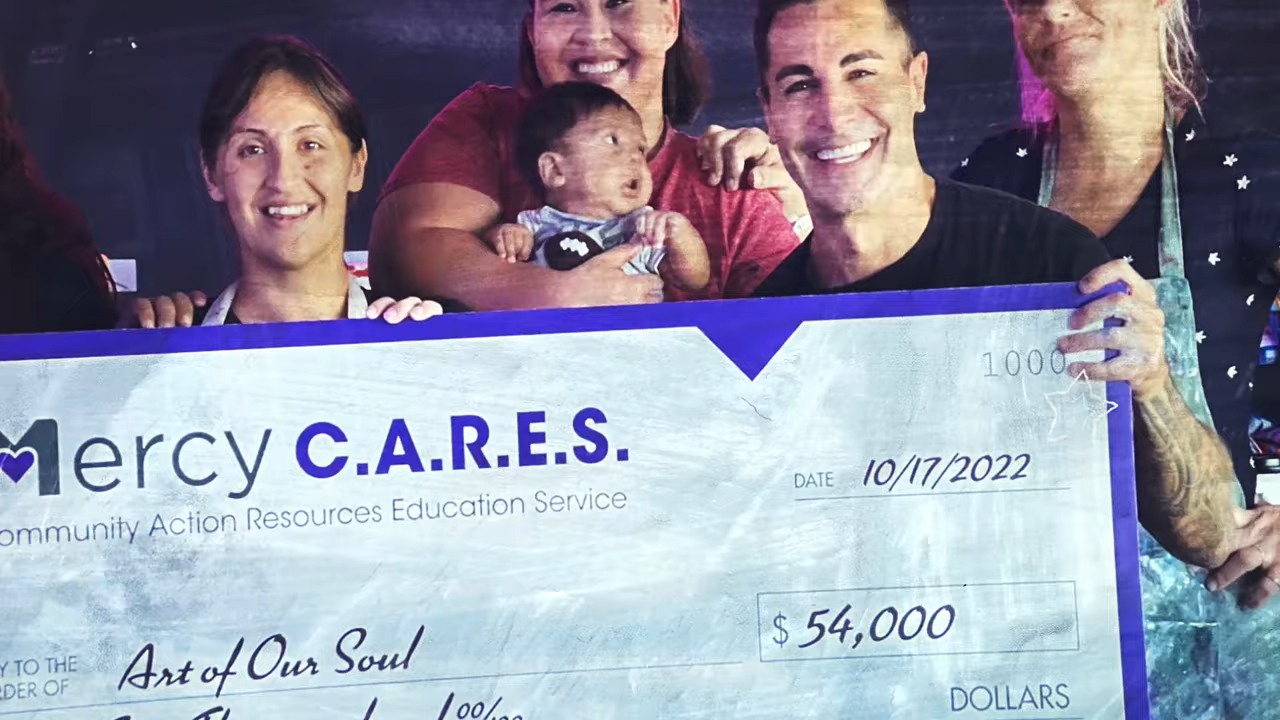 1000
Mercy C.A.R.E.S.
ommunity Action Resources Education Service
DATE 10/17/2022
$ 54,000
Y TO THE
RDER OF
Art of Our Soul
00/
DOLLARS